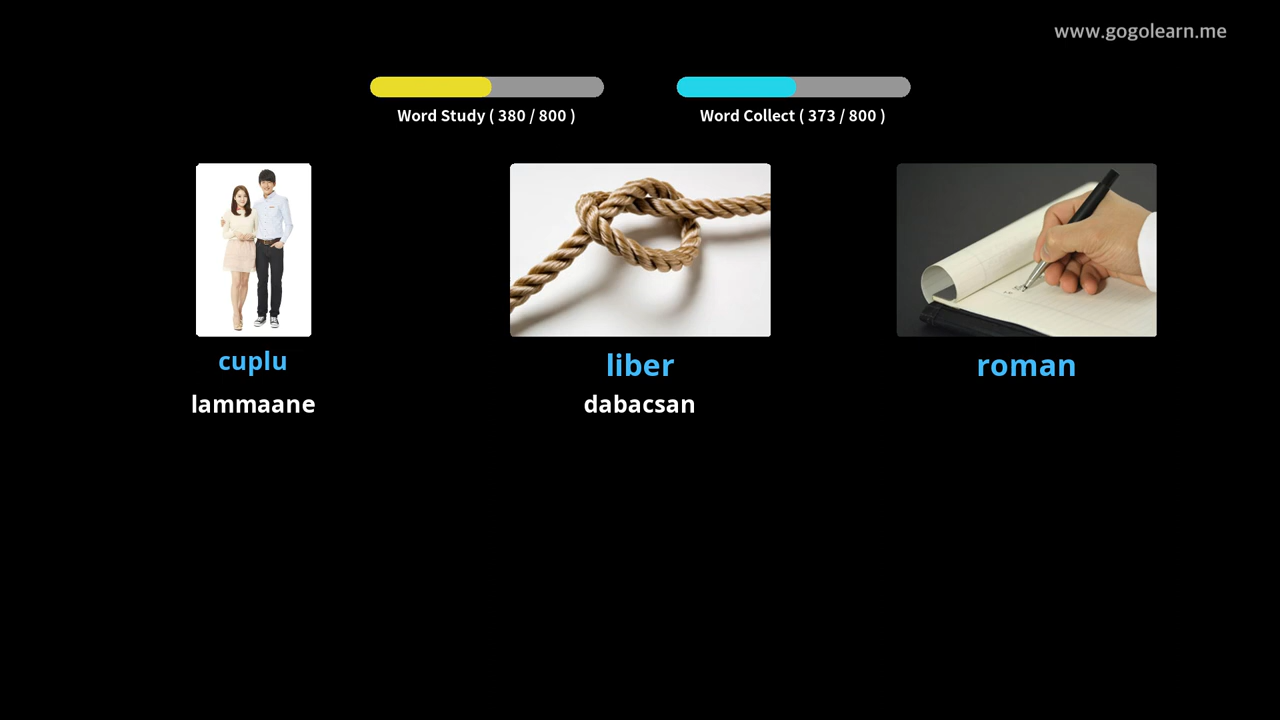 www.gogolearn.me
Word Study ( 380 / 800 )
Word Collect ( 373 / 800 )
cuplu
liber
roman
lammaane
dabacsan